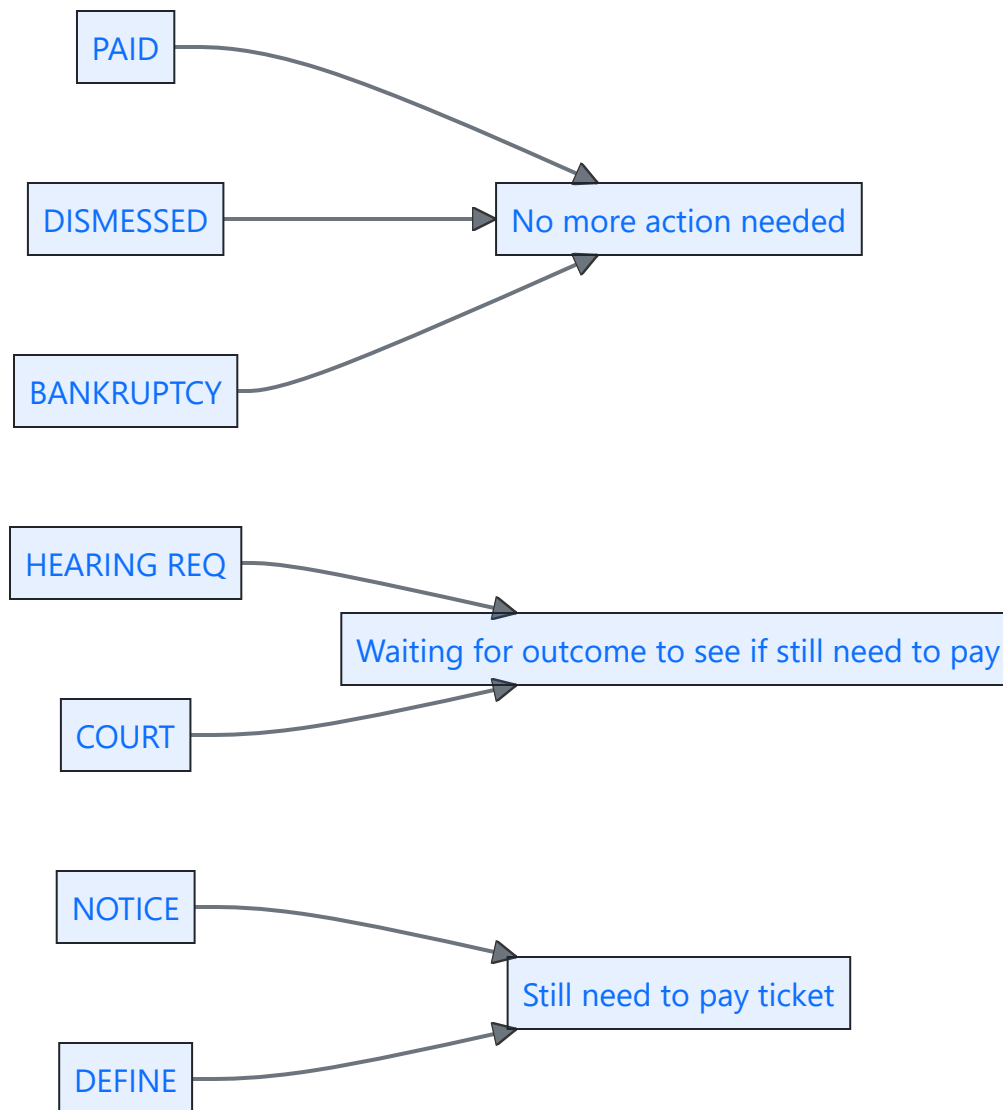 PAID
DISMESSED
No more action needed
BANKRUPTCY
HEARING REQ
Waiting for outcome to see if still need to pay
COURT
NOTICE
Still need to pay ticket
DEFINE